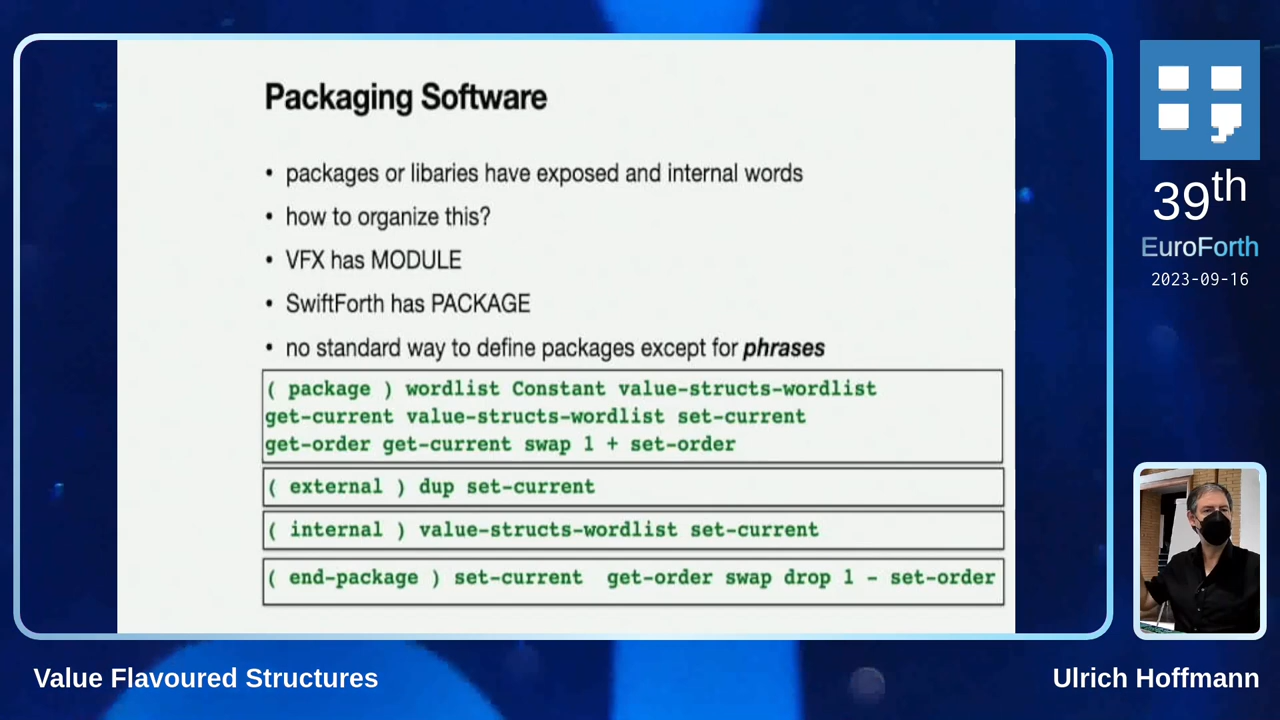 Packaging Software
• packages or libaries have exposed and internal words
• how to organize this?
• VFX has MODULE
• SwiftForth has PACKAGE
• no standard way to define packages except for phrases
( package ) wordlist Constant value-structs-wordlist
get-current value-structs-wordlist set-current
get-order get-current swap 1 + set-order
( external ) dup set-current
( internal ) value-structs-wordlist set-current
( end-package ) set-current get-order swap drop 1 - set-order
39th
EuroForth
2023-09-16
Value Flavoured Structures
Ulrich Hoffmann